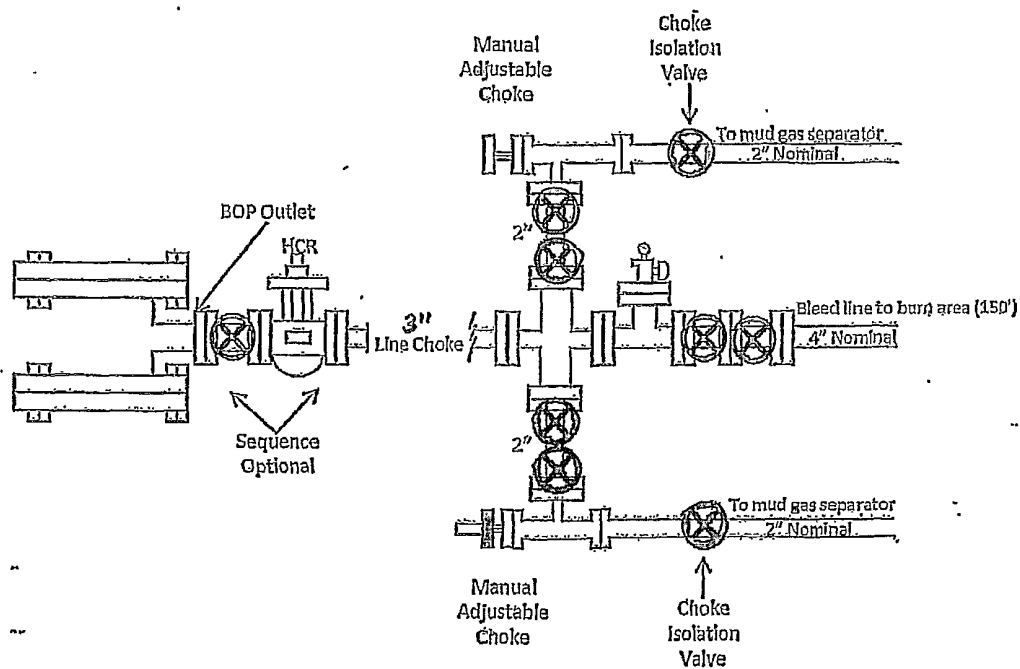 Choke
Isolation
Valve
Manual
Adjustable
Choke
To mud gas separator
2" Nominal
BOP Outlet
HCR
2"
3"
Line Choke
Bleed line to burn area (150')
4" Nominal
Sequence
Optional
2"
To mud gas separator
2" Nominal
Manual
Adjustable
Choke
Choke
Isolation
Valve